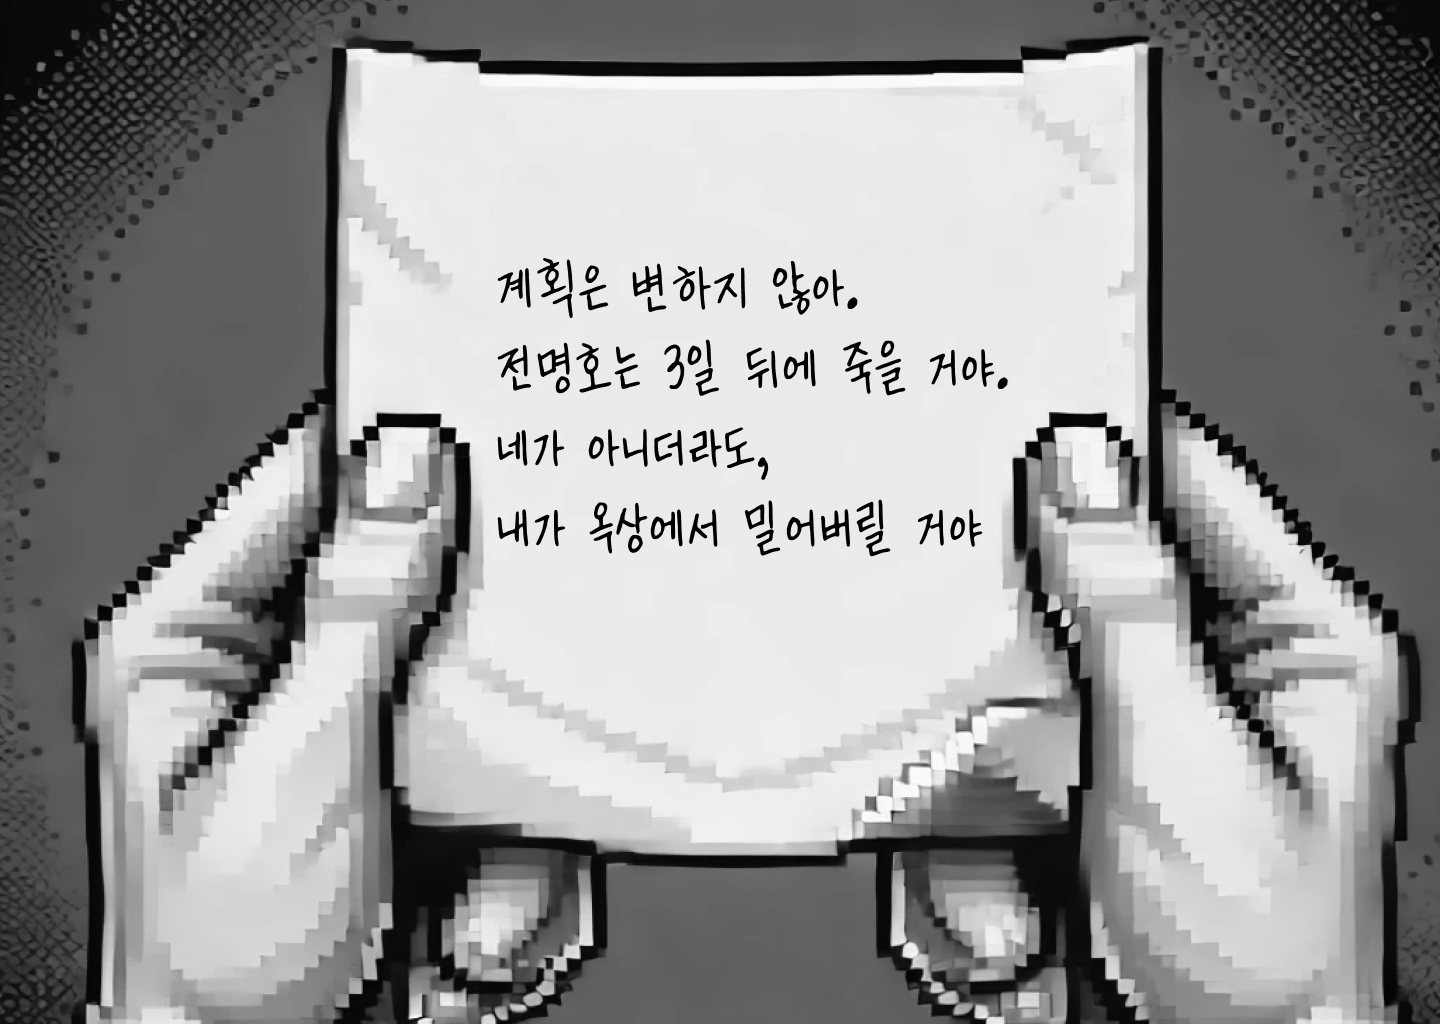 계획은 변하지 않아.
전명호는 3일 뒤에 죽을 거야.
네가 아니더라도,
내가 옥상에서 밀어버릴 거야